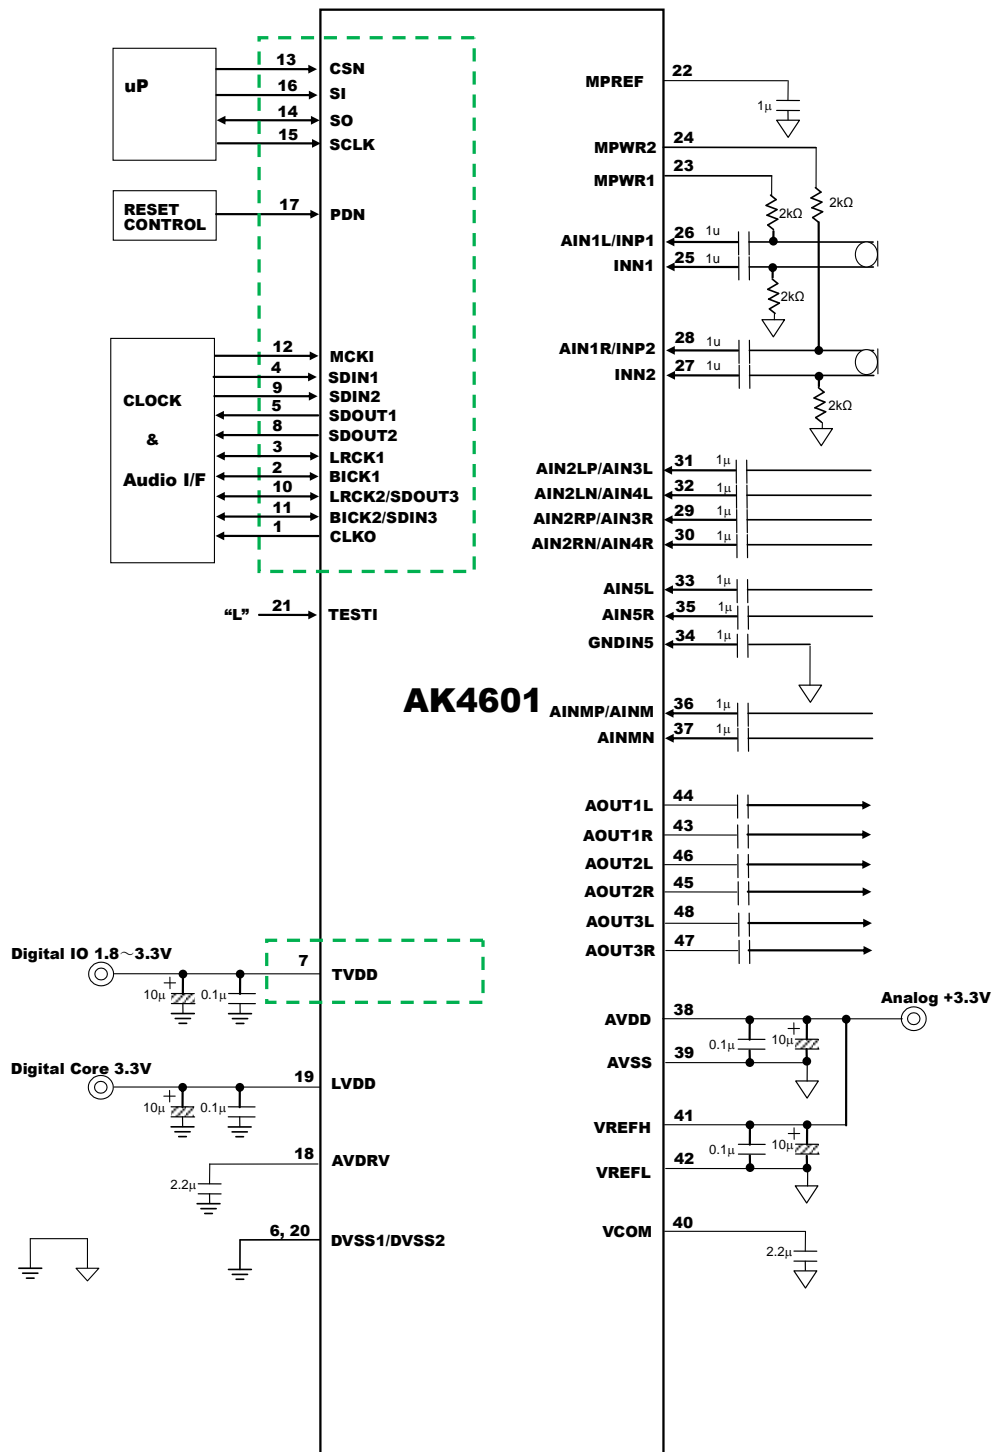 uP
13 CSN
16 SI
14 SO
15 SCLK
RESET
CONTROL
17 PDN
CLOCK
&
Audio I/F
12 MCKI
4 SDIN1
9 SDIN2
5 SDOUT1
8 SDOUT2
3 LRCK1
2 BICK1
10 LRCK2/SDOUT3
11 BICK2/SDIN3
1 CLKO
“L” 21 TESTI
AK4601
Digital IO 1.8～3.3V
7 TVDD
+
10μ 0.1μ
Digital Core 3.3V
19 LVDD
+
10μ 0.1μ
18 AVDRV
2.2μ
6, 20 DVSS1/DVSS2
MPREF 22
1μ
MPWR2 24
MPWR1 23
2kΩ 2kΩ
AIN1L/INP1 26 1u
INN1 25 1u
2kΩ
AIN1R/INP2 28 1u
INN2 27 1u
2kΩ
AIN2LP/AIN3L 31 1μ
AIN2LN/AIN4L 32 1μ
AIN2RP/AIN3R 29 1μ
AIN2RN/AIN4R 30 1μ
AIN5L 33 1μ
AIN5R 35 1μ
GNDIN5 34 1μ
AINMP/AINM 36 1μ
AINMN 37 1μ
AOUT1L 44
AOUT1R 43
AOUT2L 46
AOUT2R 45
AOUT3L 48
AOUT3R 47
Analog +3.3V
AVDD 38
+
0.1μ 10μ
AVSS 39
VREFH 41
+
0.1μ 10μ
VREFL 42
VCOM 40
2.2μ